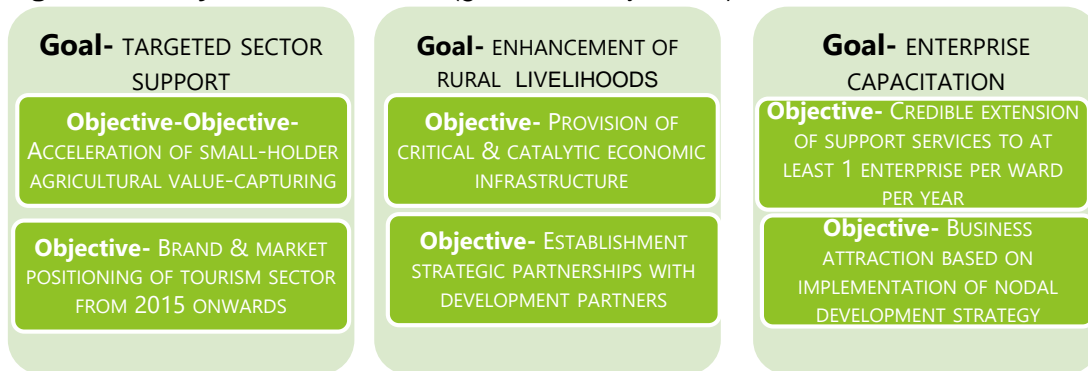 Goal- TARGETED SECTOR
SUPPORT
Objective-Objective-
ACCELERATION OF SMALL-HOLDER
AGRICULTURAL VALUE-CAPTURING
Objective- BRAND & MARKET
POSITIONING OF TOURISM SECTOR
FROM 2015 ONWARDS
Goal- ENHANCEMENT OF
RURAL LIVELIHOODS
Objective- PROVISION OF
CRITICAL & CATALYTIC ECONOMIC
INFRASTRUCTURE
Objective- ESTABLISHMENT
STRATEGIC PARTNERSHIPS WITH
DEVELOPMENT PARTNERS
Goal- ENTERPRISE
CAPACITATION
Objective- CREDIBLE EXTENSION
OF SUPPORT SERVICES TO AT
LEAST 1 ENTERPRISE PER WARD
PER YEAR
Objective- BUSINESS
ATTRACTION BASED ON
IMPLEMENTATION OF NODAL
DEVELOPMENT STRATEGY